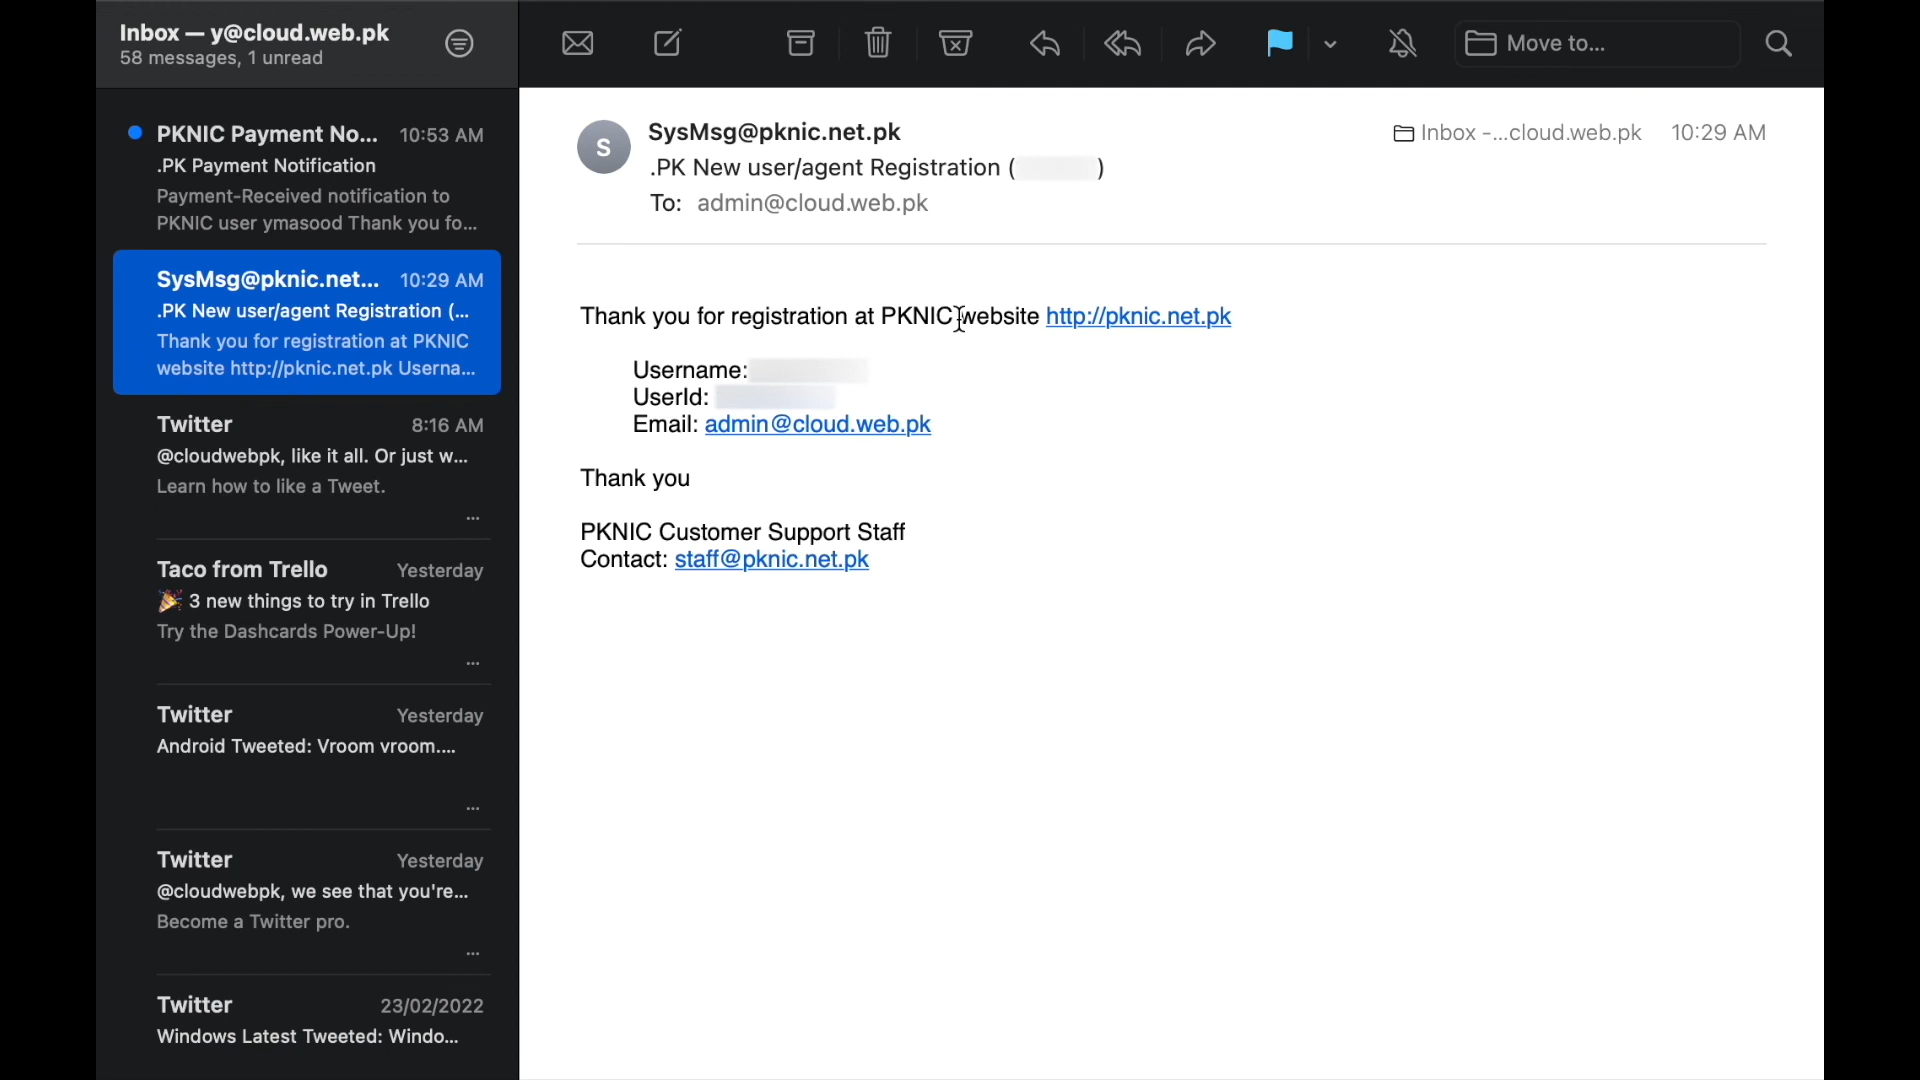 Inbox — y@cloud.web.pk
58 messages, 1 unread
Move to...
PKNIC Payment No... 10:53 AM
.PK Payment Notification
Payment-Received notification to
PKNIC user ymasood Thank you fo...
SysMsg@pknic.net... 10:29 AM
.PK New user/agent Registration (...
Thank you for registration at PKNIC
website http://pknic.net.pk Userna...
Twitter 8:16 AM
@cloudwebpk, like it all. Or just w...
Learn how to like a Tweet.
...
Taco from Trello Yesterday
🎉 3 new things to try in Trello
Try the Dashcards Power-Up!
...
Twitter Yesterday
Android Tweeted: Vroom vroom....
...
Twitter Yesterday
@cloudwebpk, we see that you're...
Become a Twitter pro.
...
Twitter 23/02/2022
Windows Latest Tweeted: Windo...
S
SysMsg@pknic.net.pk Inbox -...cloud.web.pk 10:29 AM
.PK New user/agent Registration ( )
To: admin@cloud.web.pk
Thank you for registration at PKNIC website http://pknic.net.pk
Username:
UserId:
Email: admin@cloud.web.pk
Thank you
PKNIC Customer Support Staff
Contact: staff@pknic.net.pk